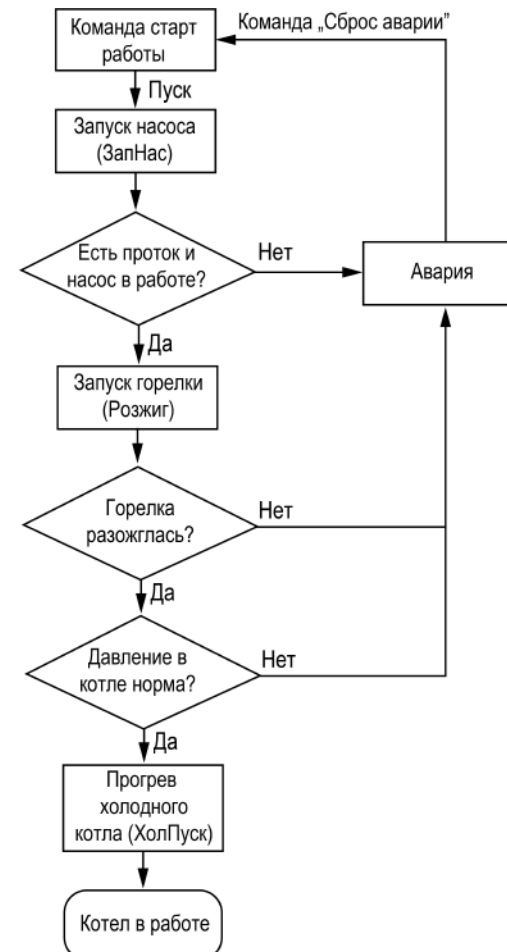 Команда старт
работы
Команда „Сброс аварии”
Пуск
Запуск насоса
(ЗапНас)
Есть проток и
насос в работе?
Нет
Авария
Да
Запуск горелки
(Розжиг)
Горелка
разожглась?
Нет
Да
Давление в
котле норма?
Нет
Да
Прогрев
холодного
котла (ХолПуск)
Котел в работе